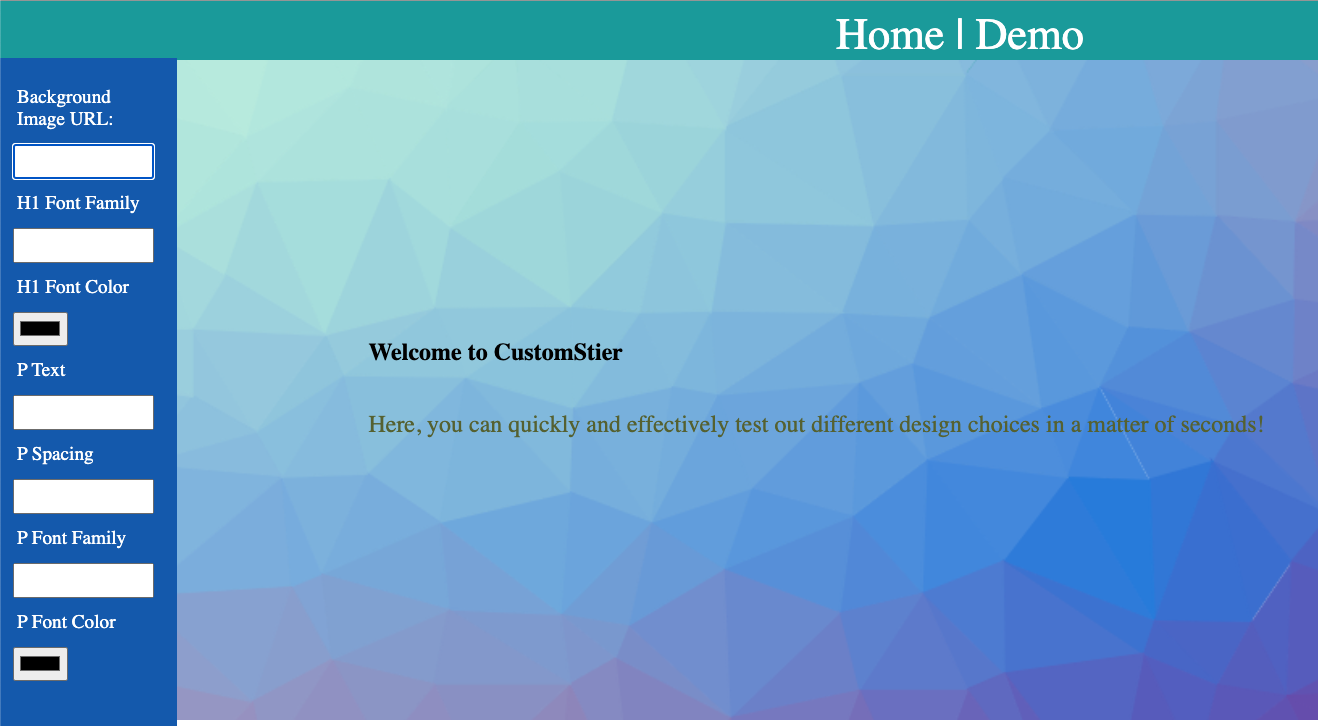 Home | Demo
Background
Image URL:
H1 Font Family
H1 Font Color
P Text
P Spacing
P Font Family
P Font Color
Welcome to CustomStier
Here, you can quickly and effectively test out different design choices in a matter of seconds!